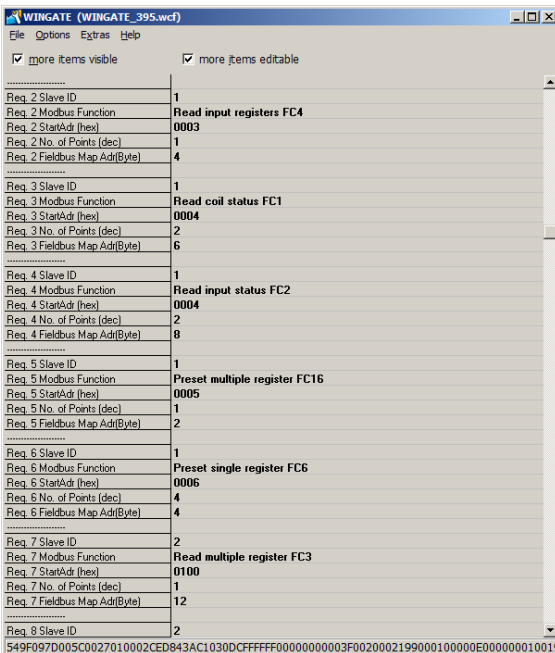 WINGATE (WINGATE_395.wcf)
File Options Extras Help
more items visible more items editable
--------------------
Req. 2 Slave ID 1
Req. 2 Modbus Function Read input registers FC4
Req. 2 StartAdr (hex) 0003
Req. 2 No. of Points (dec) 1
Req. 2 Fieldbus Map Adr(Byte) 4
--------------------
Req. 3 Slave ID 1
Req. 3 Modbus Function Read coil status FC1
Req. 3 StartAdr (hex) 0004
Req. 3 No. of Points (dec) 2
Req. 3 Fieldbus Map Adr(Byte) 6
--------------------
Req. 4 Slave ID 1
Req. 4 Modbus Function Read input status FC2
Req. 4 StartAdr (hex) 0004
Req. 4 No. of Points (dec) 2
Req. 4 Fieldbus Map Adr(Byte) 8
--------------------
Req. 5 Slave ID 1
Req. 5 Modbus Function Preset multiple register FC16
Req. 5 StartAdr (hex) 0005
Req. 5 No. of Points (dec) 1
Req. 5 Fieldbus Map Adr(Byte) 2
--------------------
Req. 6 Slave ID 1
Req. 6 Modbus Function Preset single register FC6
Req. 6 StartAdr (hex) 0006
Req. 6 No. of Points (dec) 4
Req. 6 Fieldbus Map Adr(Byte) 4
--------------------
Req. 7 Slave ID 2
Req. 7 Modbus Function Read multiple register FC3
Req. 7 StartAdr (hex) 0100
Req. 7 No. of Points (dec) 1
Req. 7 Fieldbus Map Adr(Byte) 12
--------------------
Req. 8 Slave ID 2